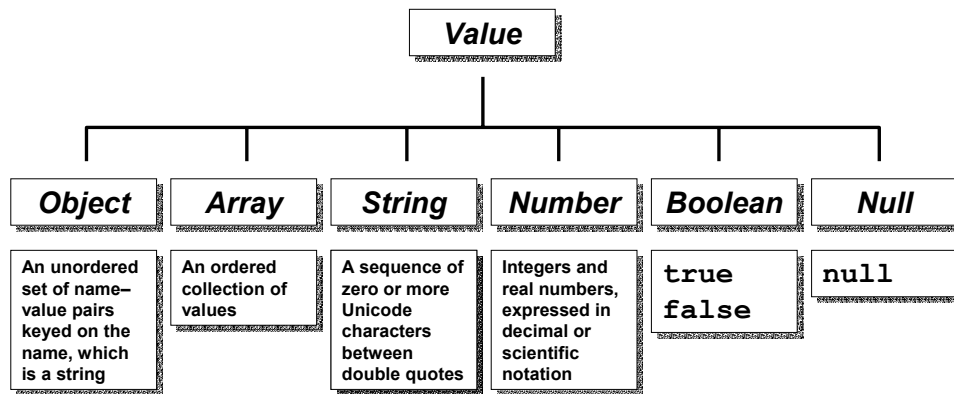 Value
Object
Array
String
Number
Boolean
Null
An unordered
set of name–
value pairs
keyed on the
name, which
is a string
An ordered
collection of
values
A sequence of
zero or more
Unicode
characters
between
double quotes
Integers and
real numbers,
expressed in
decimal or
scientific
notation
true
false
null